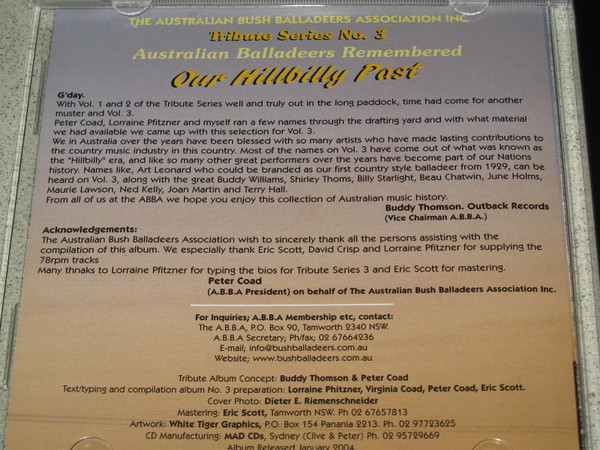 THE AUSTRALIAN BUSH BALLADEERS ASSOCIATION INC
Tribute Series No. 3
Australian Balladeers Remembered
Our Hillbilly Past
G'day.
With Vol. 1 and 2 of the Tribute Series well and truly out in the long paddock, time had come for another
muster and Vol. 3.
Peter Coad, Lorraine Pfitzner and myself ran a few names through the drafting yard and with what material
we had available we came up with this selection for Vol. 3.
We in Australia over the years have been blessed with so many artists who have made lasting contributions to
the country music industry in this country. Most of the names on Vol. 3 have come out of what was known as
the "Hillbilly" era, and like so many other great performers over the years have become part of our Nations
history. Names like, Art Leonard who could be branded as our first country style balladeer from 1929, can be
heard on Vol. 3, along with the great Buddy Williams, Shirley Thoms, Billy Starlight, Beau Chatwin, June Holms,
Maurie Lawson, Ned Kelly, Joan Martin and Terry Hall.
From all of us at the ABBA we hope you enjoy this collection of Australian music history.
Buddy Thomson. Outback Records
(Vice Chairman A.B.B.A.)
Acknowledgements:
The Australian Bush Balladeers Association wish to sincerely thank all the persons assisting with the
compilation of this album. We especially thank Eric Scott, David Crisp and Lorraine Pfitzner for supplying the
78rpm tracks
Many thnaks to Lorraine Pfitzner for typing the bios for Tribute Series 3 and Eric Scott for mastering.
Peter Coad
(A.B.B.A President) on behalf of The Australian Bush Balladeers Association Inc.
For Inquiries; A.B.B.A Membership etc, contact:
The A.B.B.A, P.O. Box 90, Tamworth 2340 NSW.
A.B.B.A Secretary, Ph/fax; 02 67664236
E-mail; info@bushballadeers.com.au
Website; www.bushballadeers.com.au
Tribute Album Concept: Buddy Thomson & Peter Coad
Text/typing and compilation album No. 3 preparation: Lorraine Phitzner, Virginia Coad, Peter Coad, Eric Scott.
Cover Photo: Dieter E. Riemenschneider
Mastering: Eric Scott, Tamworth NSW. Ph 02 67657813
Artwork: White Tiger Graphics, P.O. Box 154 Panania 2213. Ph. 02 97723625
CD Manufacturing: MAD CDs, Sydney (Clive & Peter) Ph. 02 95729669
Album Released January 2004